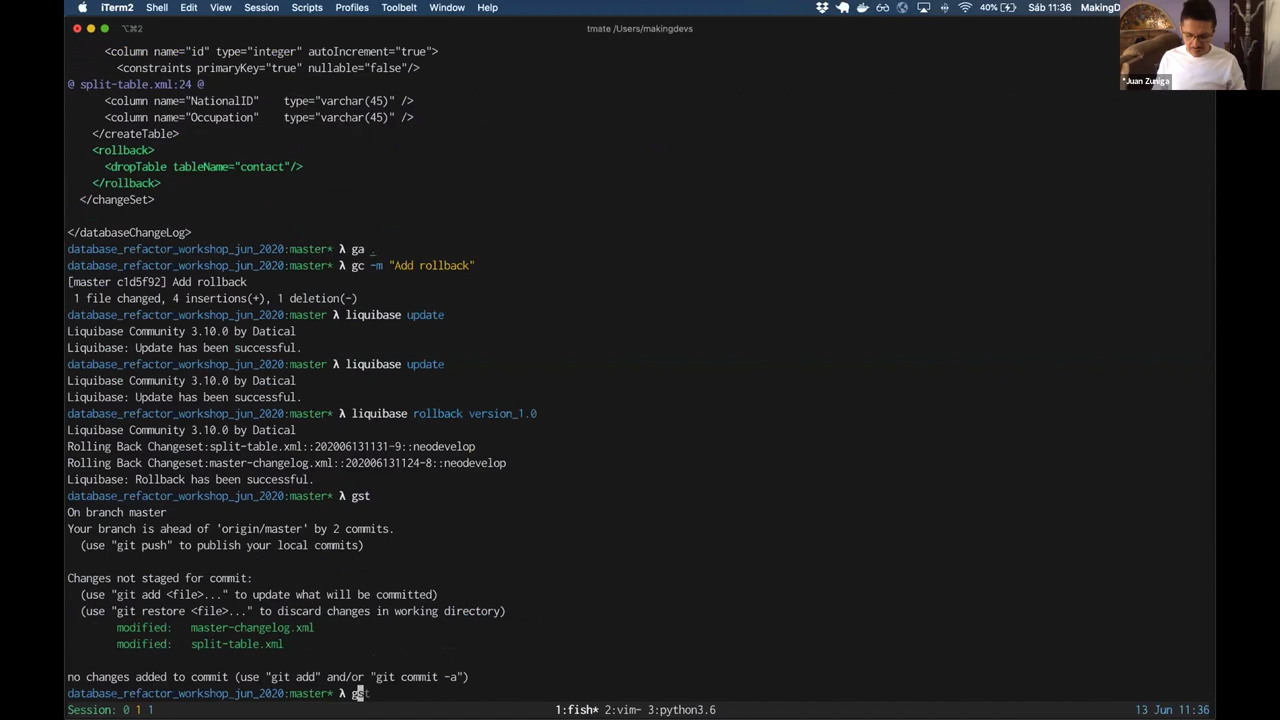 iTerm2 Shell Edit View Session Scripts Profiles Toolbelt Window Help 40% Sáb 11:36 MakingD
⌥⌘2 tmate /Users/makingdevs
*Juan Zuniga
<column name="id" type="integer" autoIncrement="true">
<constraints primaryKey="true" nullable="false"/>
@ split-table.xml:24 @
<column name="NationalID" type="varchar(45)" />
<column name="Occupation" type="varchar(45)" />
</createTable>
<rollback>
<dropTable tableName="contact"/>
</rollback>
</changeSet>
</databaseChangeLog>
database_refactor_workshop_jun_2020:master* λ ga .
database_refactor_workshop_jun_2020:master* λ gc -m "Add rollback"
[master c1d5f92] Add rollback
1 file changed, 4 insertions(+), 1 deletion(-)
database_refactor_workshop_jun_2020:master λ liquibase update
Liquibase Community 3.10.0 by Datical
Liquibase: Update has been successful.
database_refactor_workshop_jun_2020:master λ liquibase update
Liquibase Community 3.10.0 by Datical
Liquibase: Update has been successful.
database_refactor_workshop_jun_2020:master* λ liquibase rollback version_1.0
Liquibase Community 3.10.0 by Datical
Rolling Back Changeset:split-table.xml::202006131131-9::neodevelop
Rolling Back Changeset:master-changelog.xml::202006131124-8::neodevelop
Liquibase: Rollback has been successful.
database_refactor_workshop_jun_2020:master* λ gst
On branch master
Your branch is ahead of 'origin/master' by 2 commits.
(use "git push" to publish your local commits)
Changes not staged for commit:
(use "git add <file>..." to update what will be committed)
(use "git restore <file>..." to discard changes in working directory)
modified: master-changelog.xml
modified: split-table.xml
no changes added to commit (use "git add" and/or "git commit -a")
database_refactor_workshop_jun_2020:master* λ gst
Session: 0 1 1 1:fish* 2:vim- 3:python3.6 13 Jun 11:36